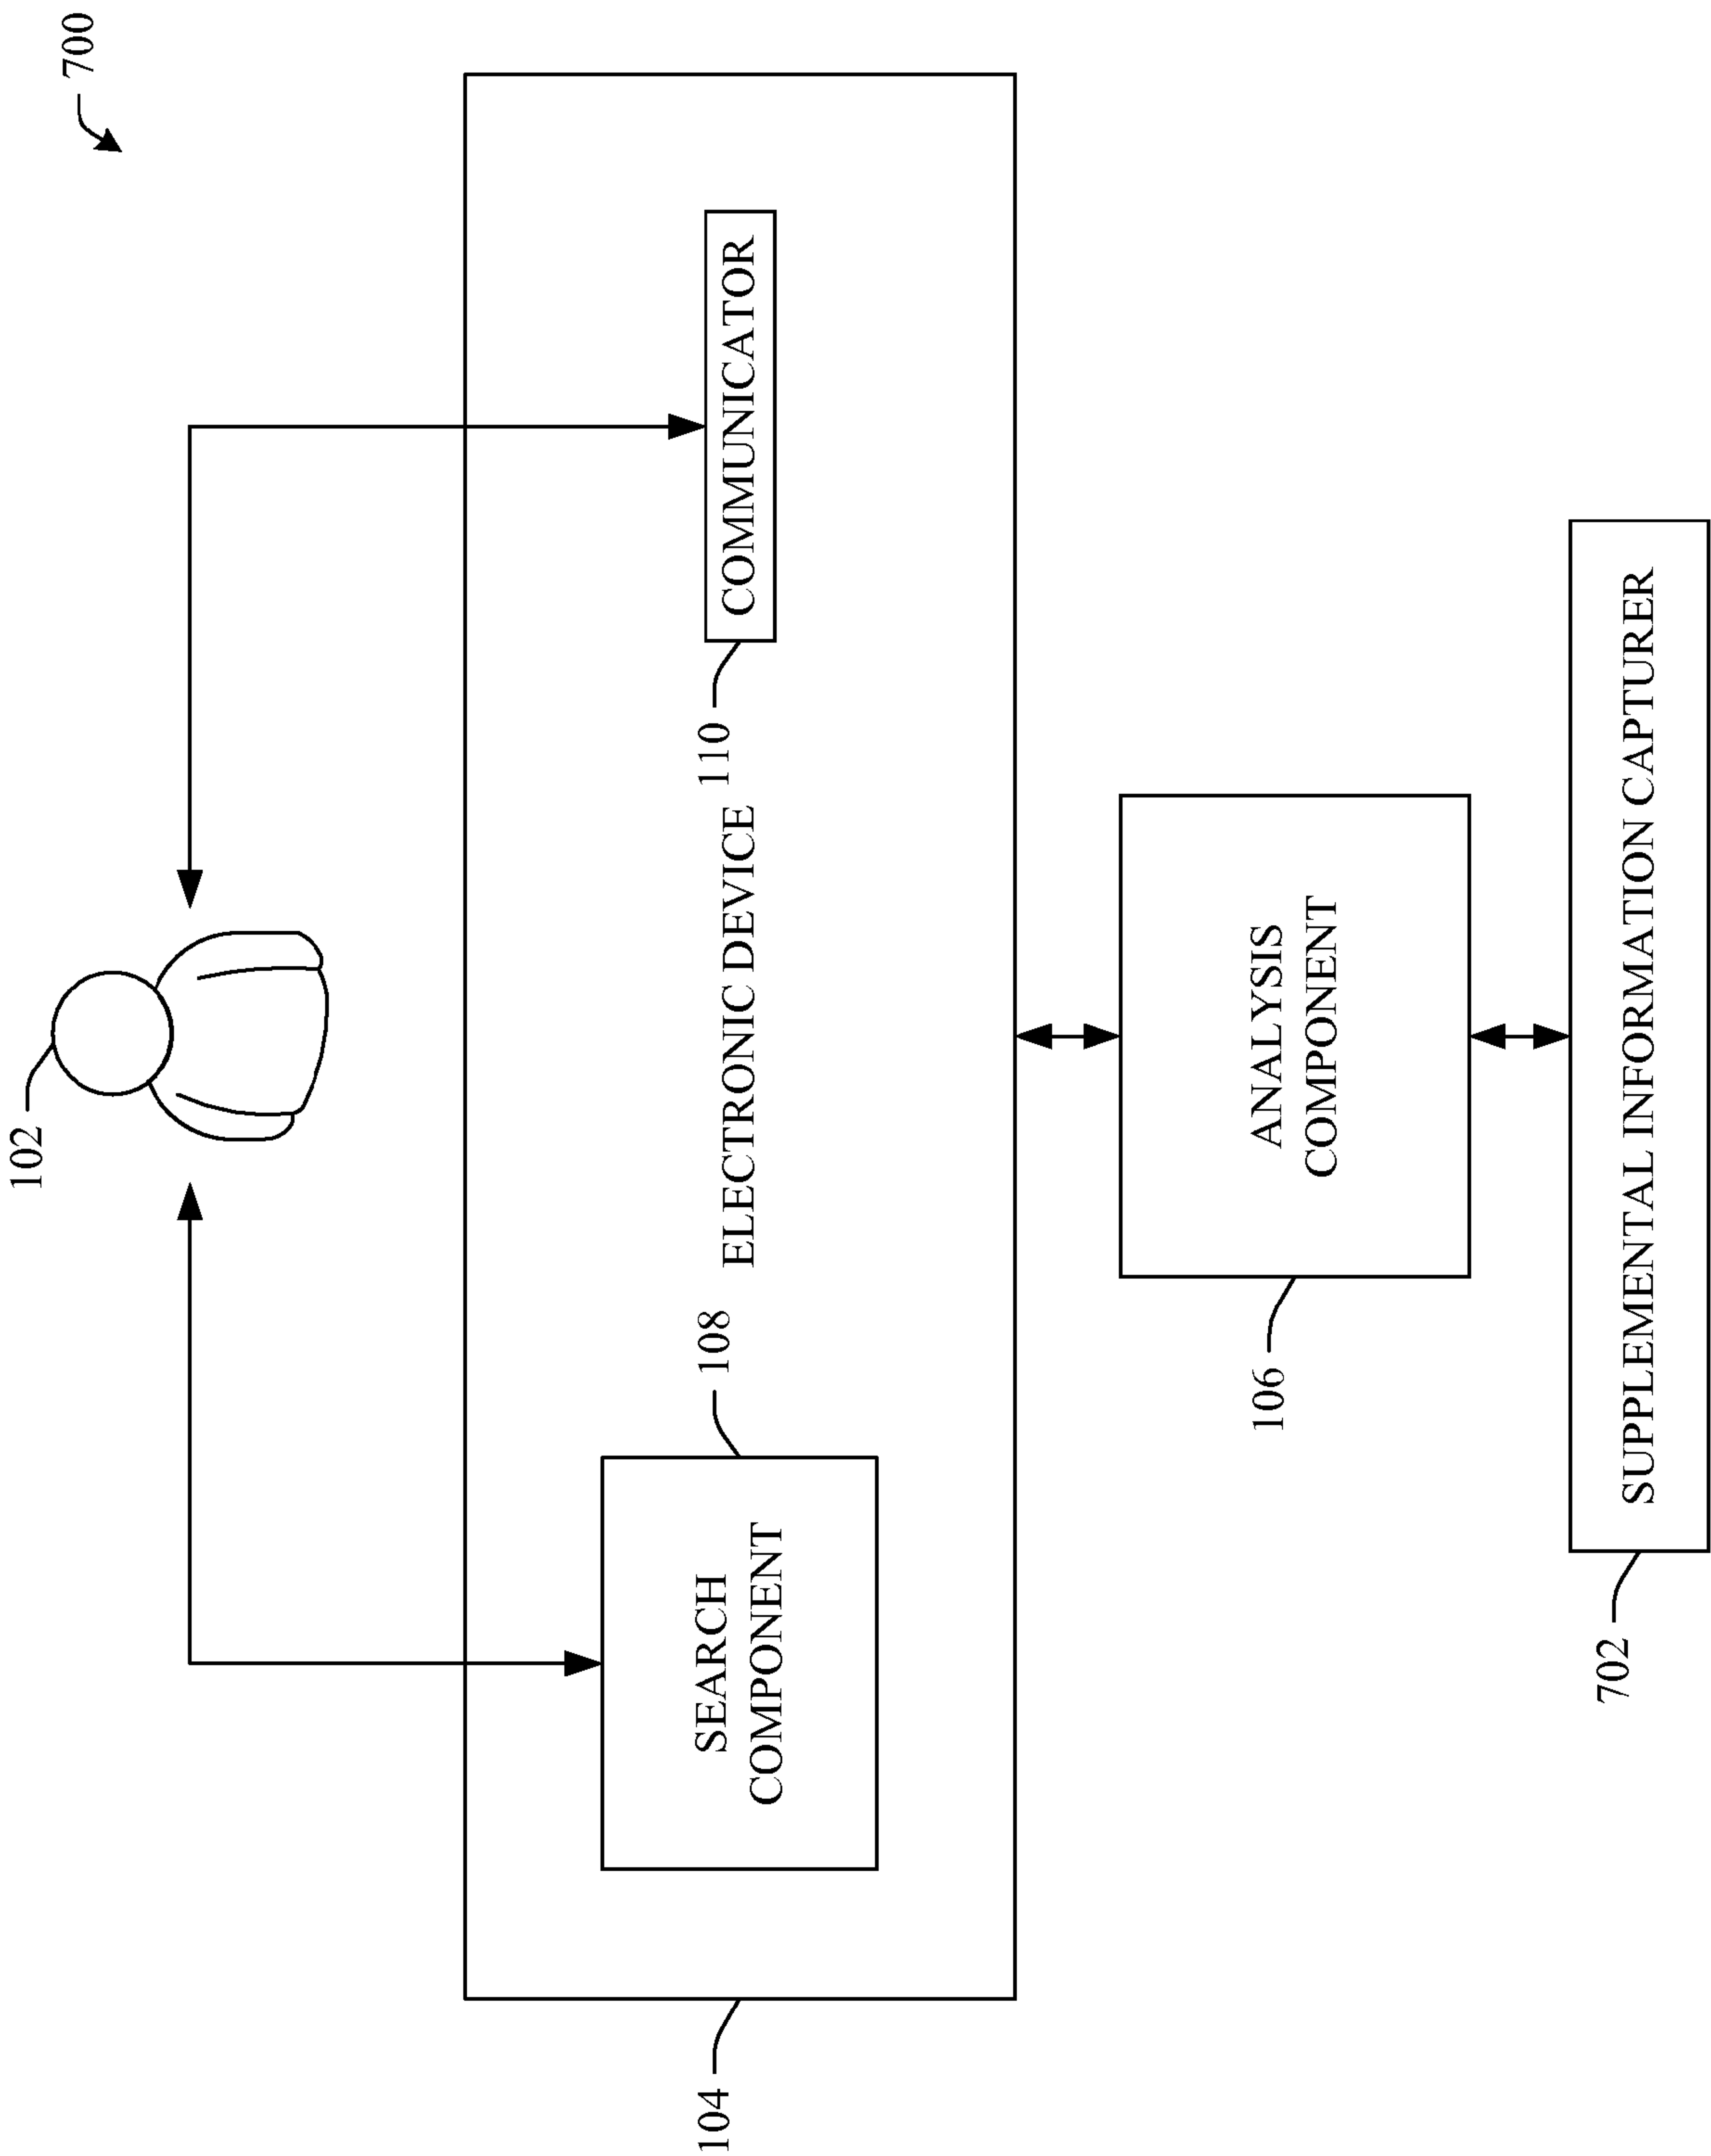 700
102
104
SEARCH
COMPONENT
108
ELECTRONIC DEVICE
110
COMMUNICATOR
106
ANALYSIS
COMPONENT
702
SUPPLEMENTAL INFORMATION CAPTURER